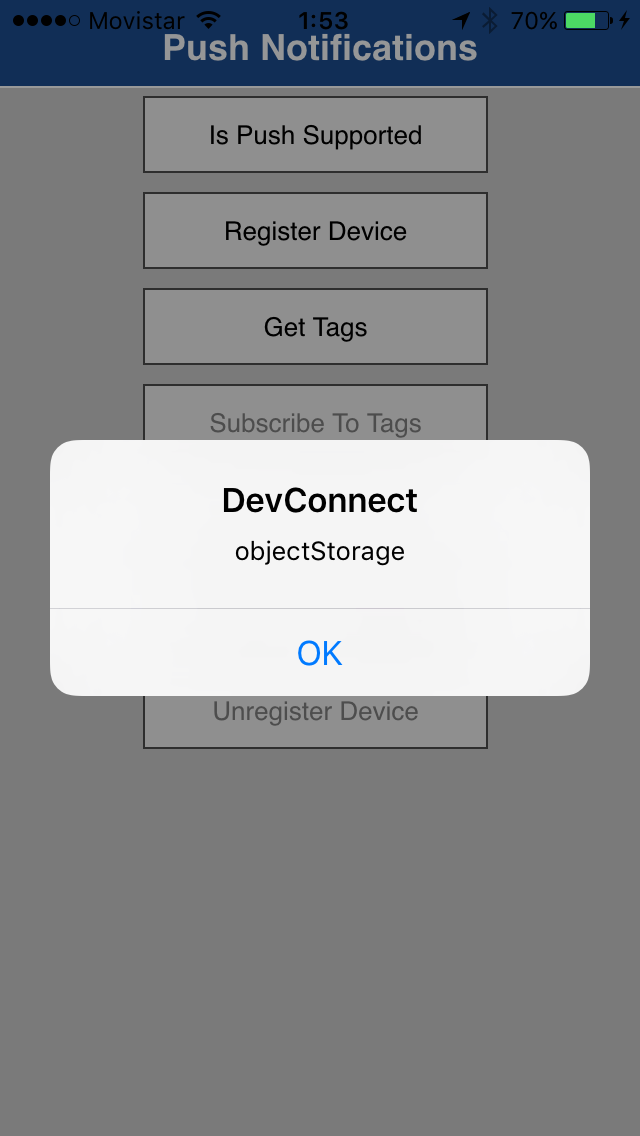 Movistar 1:53 70%
Push Notifications
Is Push Supported
Register Device
Get Tags
Subscribe To Tags
DevConnect
objectStorage
OK
Unregister Device